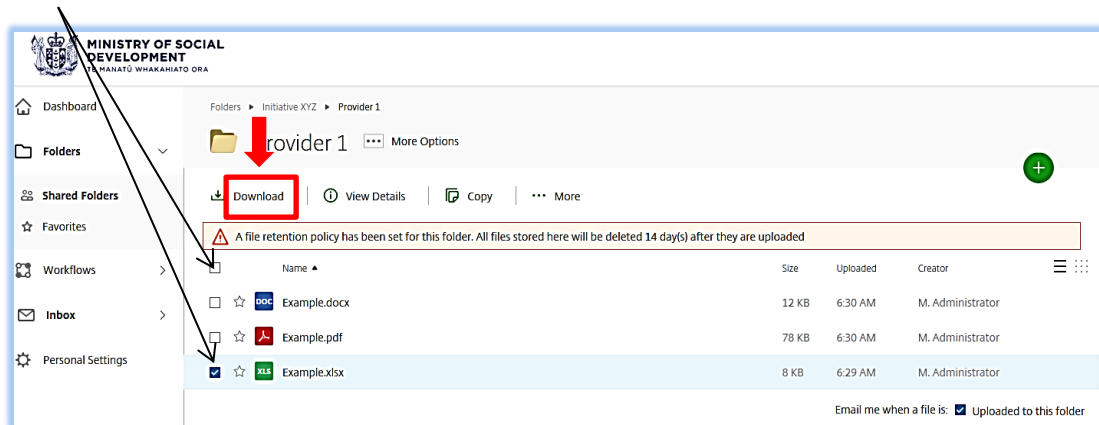 MINISTRY OF SOCIAL
DEVELOPMENT
TE MANATŪ WHAKAHIATO ORA
Dashboard
Folders
Shared Folders
Favorites
Workflows
Inbox
Personal Settings
Folders ▸ Initiative XYZ ▸ Provider 1
Provider 1 ••• More Options
Download View Details Copy ••• More
A file retention policy has been set for this folder. All files stored here will be deleted 14 day(s) after they are uploaded
Name ▲ Size Uploaded Creator
DOC Example.docx 12 KB 6:30 AM M. Administrator
Example.pdf 78 KB 6:30 AM M. Administrator
XLS Example.xlsx 8 KB 6:29 AM M. Administrator
Email me when a file is: Uploaded to this folder